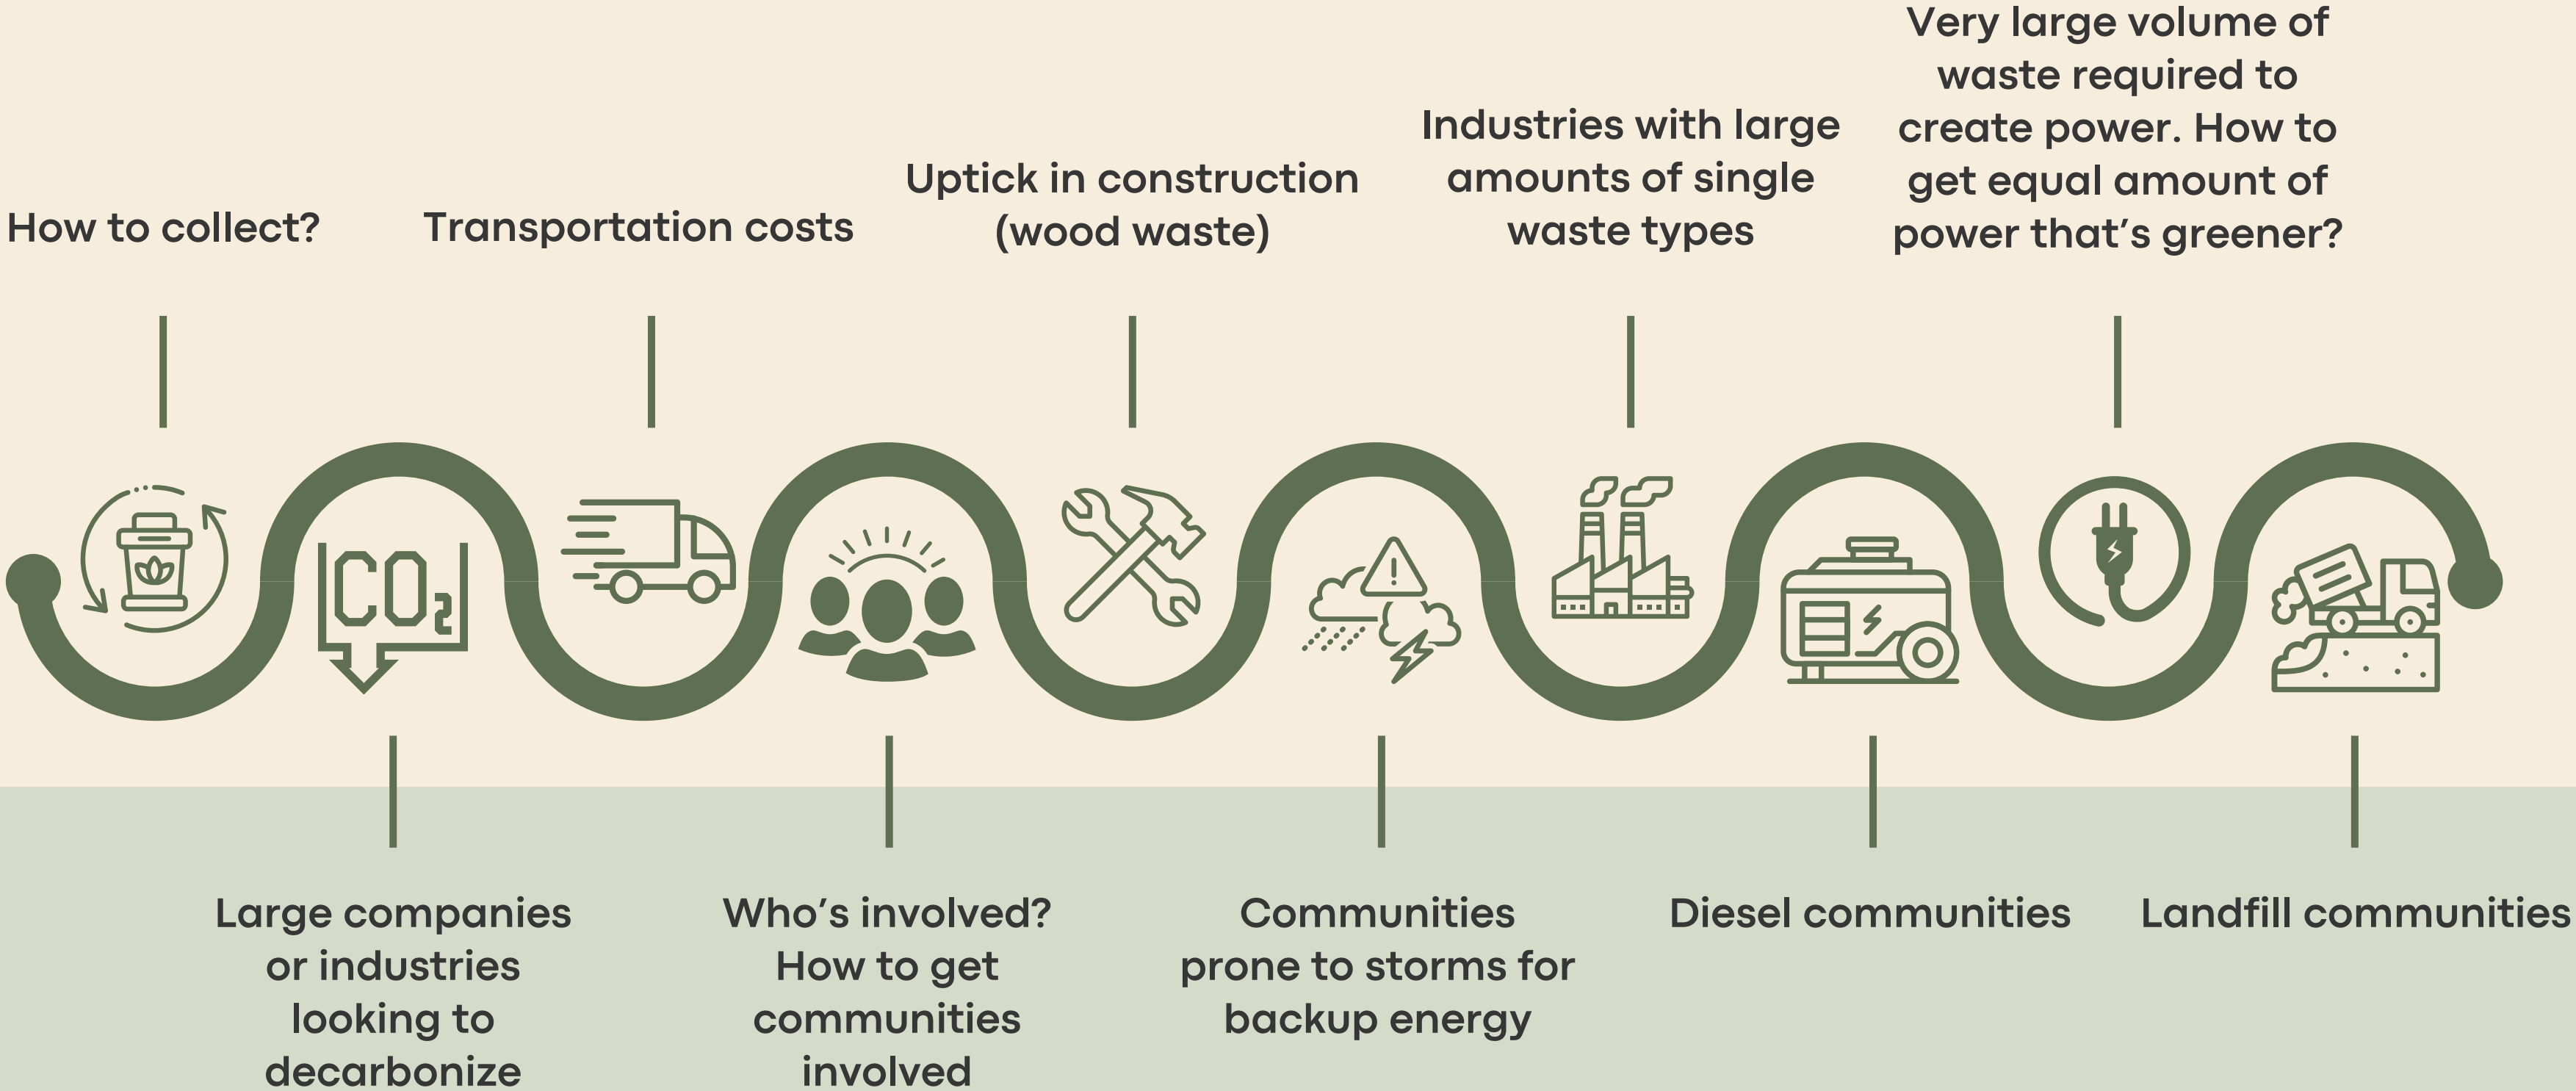 How to collect?
Large companies
or industries
looking to
decarbonize
Transportation costs
Who’s involved?
How to get
communities
involved
Uptick in construction
(wood waste)
Communities
prone to storms for
backup energy
Industries with large
amounts of single
waste types
Diesel communities
Very large volume of
waste required to
create power. How to
get equal amount of
power that’s greener?
Landfill communities
CO2